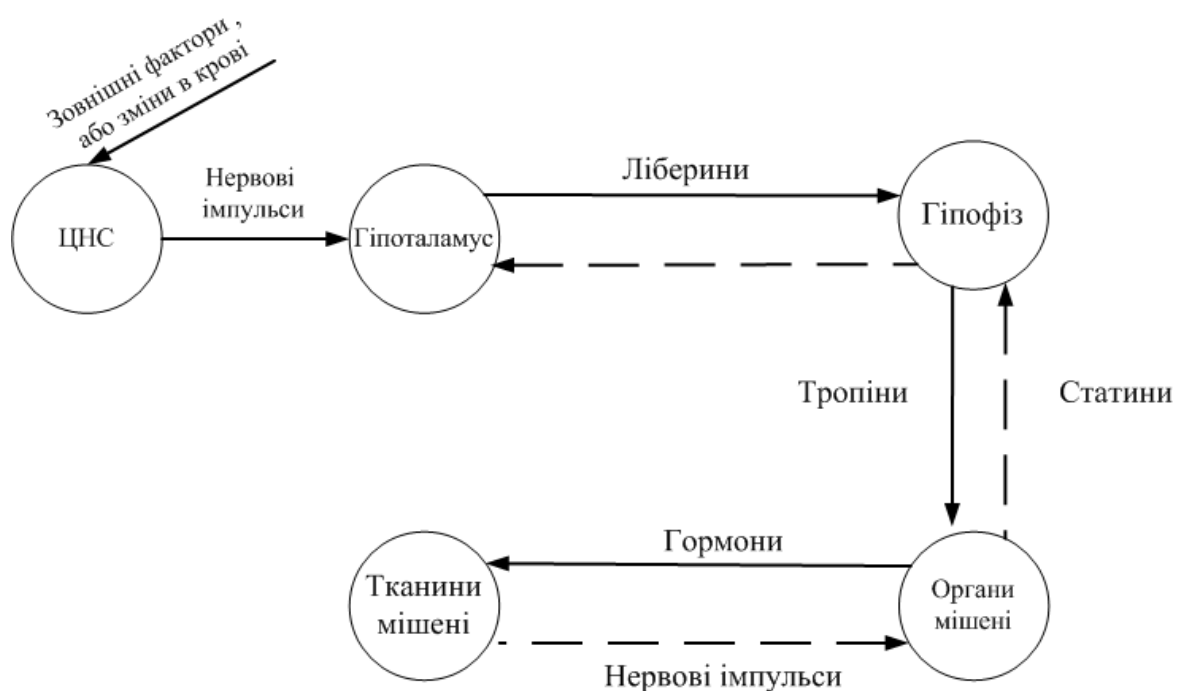 Зовнішні фактори ,
або зміни в крові
ЦНС
Нервові
імпульси
Гіпоталамус
Ліберини
Гіпофіз
Тропіни
Статини
Гормони
Тканини
мішені
Органи
мішені
Нервові імпульси